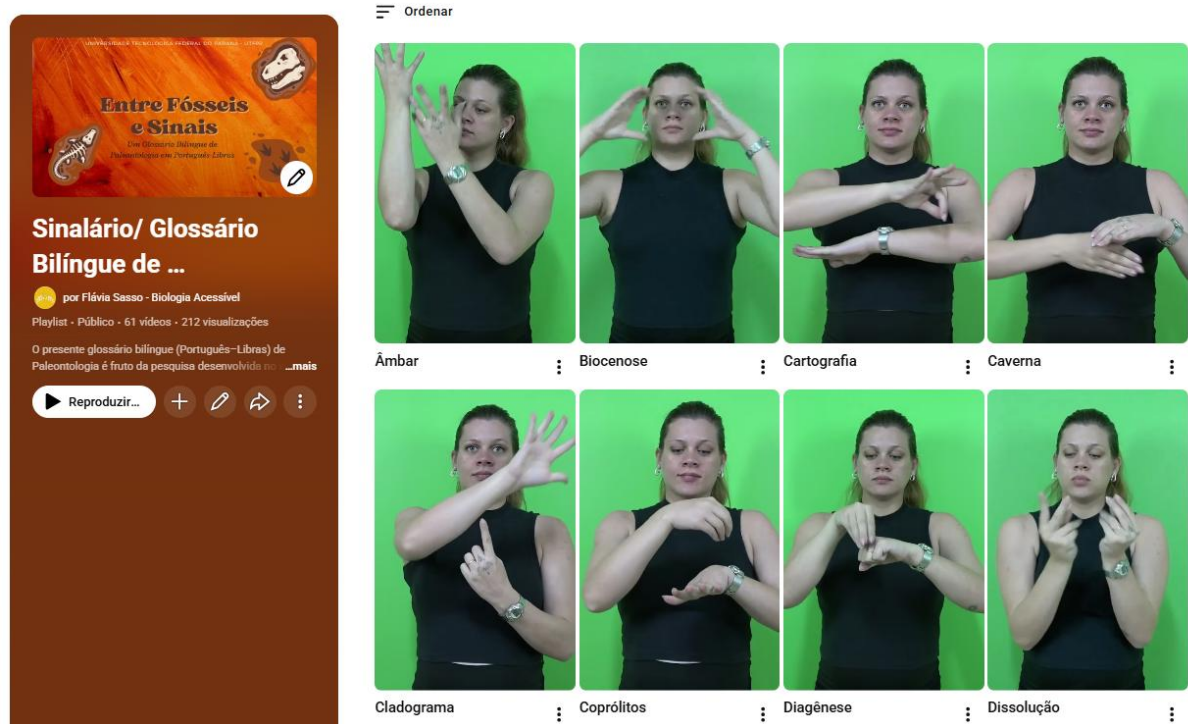 UNIVERSIDADE TECNOLÓGICA FEDERAL DO PARANÁ - UTFPR
Entre Fósseis
e Sinais
Um Glossário Bilíngue de
Paleontologia em Português-Libras
Sinalário/ Glossário
Bilíngue de ...
por Flávia Sasso - Biologia Acessível
Playlist • Público • 61 vídeos • 212 visualizações
O presente glossário bilíngue (Português–Libras) de
Paleontologia é fruto da pesquisa desenvolvida no ...mais
Reproduzir...
Ordenar
Âmbar
Biocenose
Cartografia
Caverna
Cladograma
Coprólitos
Diagênese
Dissolução